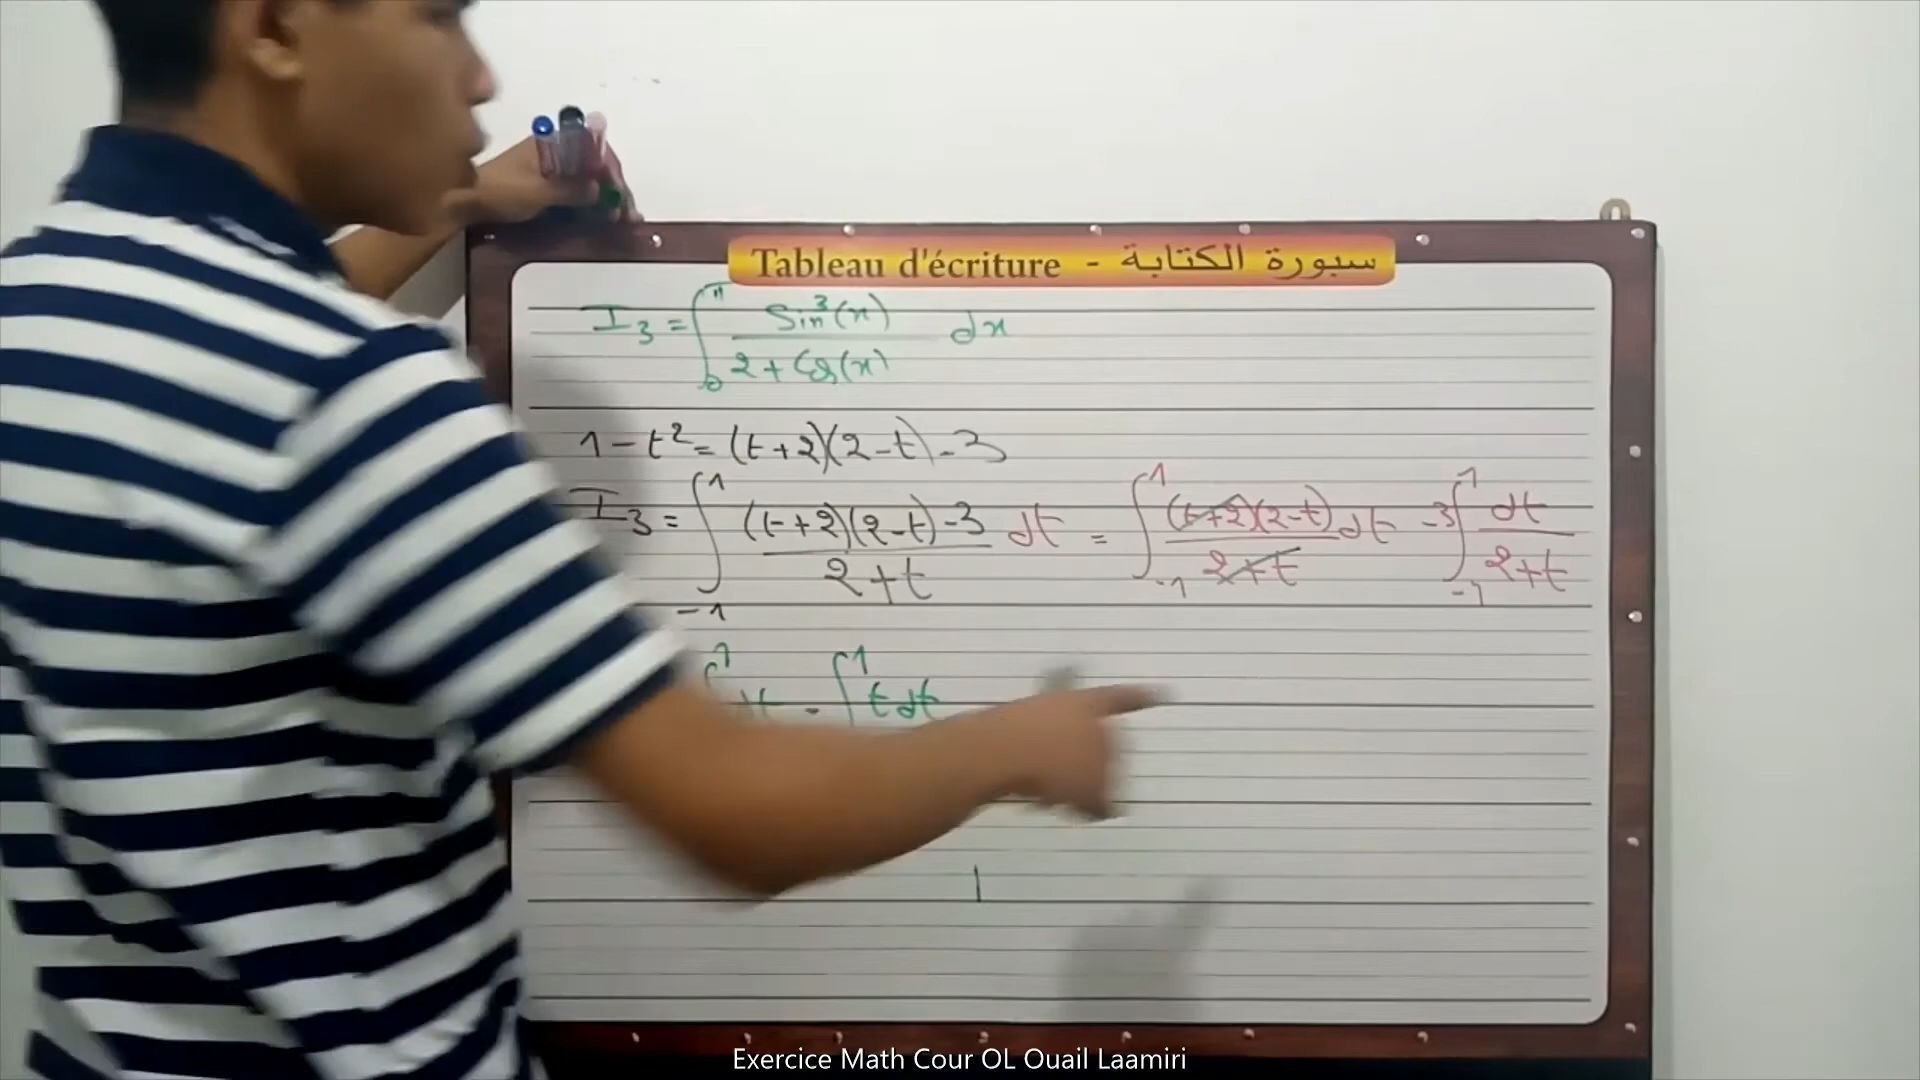 Tableau d'écriture - سبورة الكتابة
I₃ = ∫₀^π Sin³(x) / (2 + Cos(x)) dx
1 - t² = (t+2)(2-t) - 3
I₃ = ∫₋₁¹ ((t+2)(2-t) - 3) / (2+t) dt = ∫₋₁¹ (t+2)(2-t) / (2+t) dt - 3 ∫₋₁¹ dt / (2+t)
∫¹ dt - ∫¹ t dt
Exercice Math Cour OL Ouail Laamiri